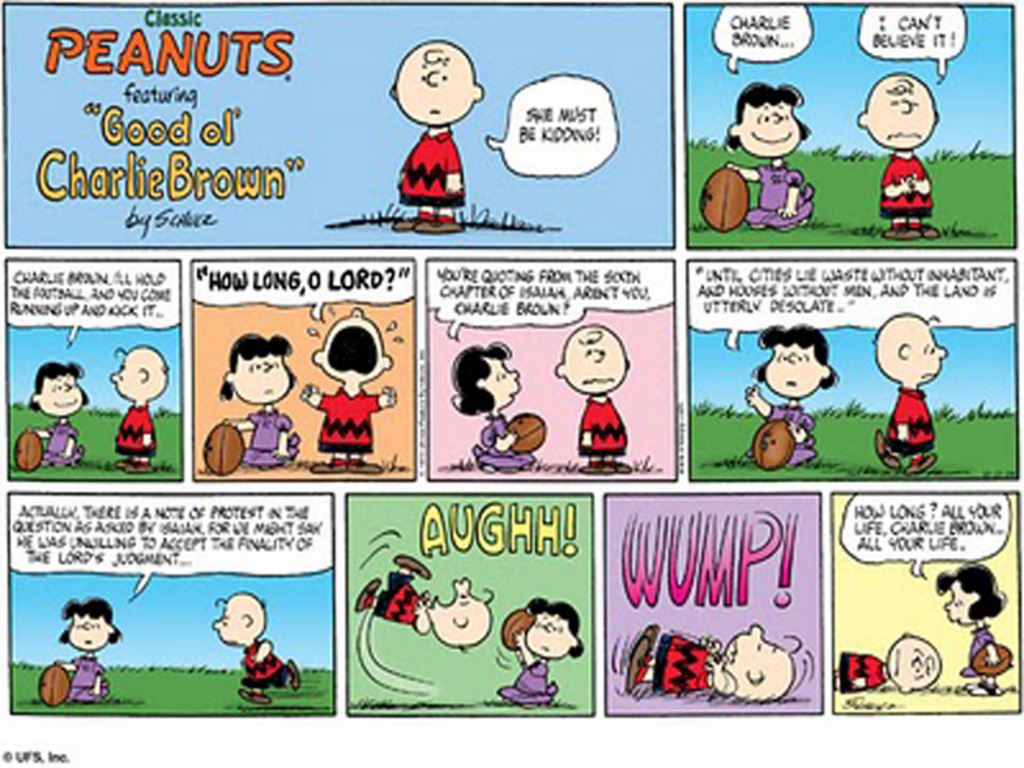 Classic
PEANUTS
featuring
"Good ol'
CharlieBrown"
by SCHULZ
SHE MUST
BE KIDDING!
CHARLIE
BROWN...
I CAN'T
BELIEVE IT!
CHARLIE BROWN, I'LL HOLD
THE FOOTBALL, AND YOU COME
RUNNING UP AND KICK IT...
"HOW LONG, O LORD?"
YOU'RE QUOTING FROM THE SIXTH
CHAPTER OF ISAIAH, AREN'T YOU,
CHARLIE BROWN?
"UNTIL CITIES LIE WASTE WITHOUT INHABITANT,
AND HOUSES WITHOUT MEN, AND THE LAND IS
UTTERLY DESOLATE.."
ACTUALLY, THERE IS A NOTE OF PROTEST IN THE
QUESTION AS ASKED BY ISAIAH, FOR WE MIGHT SAY
HE WAS UNWILLING TO ACCEPT THE FINALITY OF
THE LORD'S JUDGMENT...
AUGHH!
WUMP!
HOW LONG? ALL YOUR
LIFE, CHARLIE BROWN...
ALL YOUR LIFE..
© UFS, Inc.